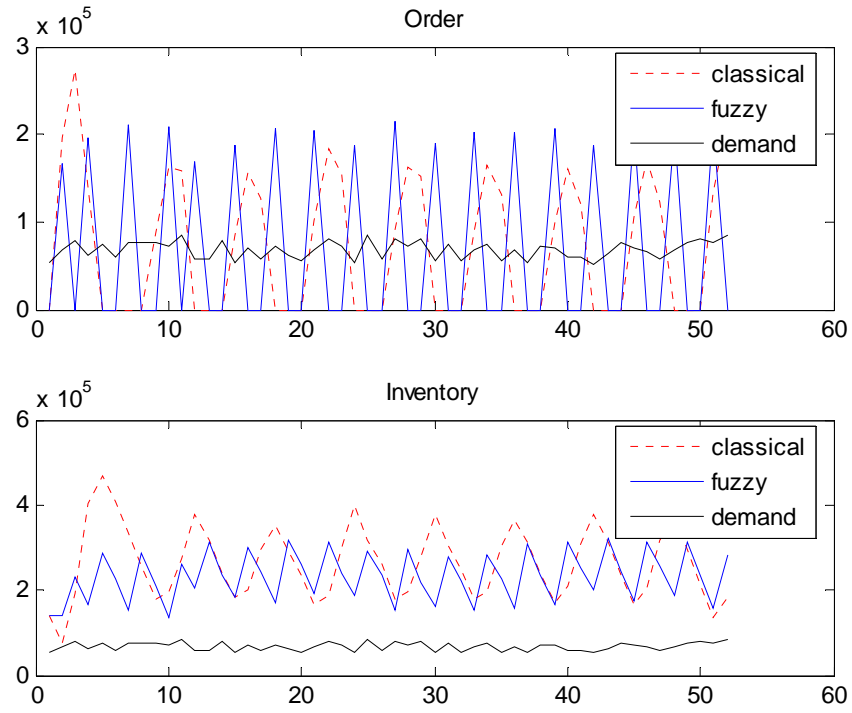 Order
x 10^5
3
2
1
0
classical
fuzzy
demand
0 10 20 30 40 50 60
Inventory
x 10^5
6
4
2
0
classical
fuzzy
demand
0 10 20 30 40 50 60